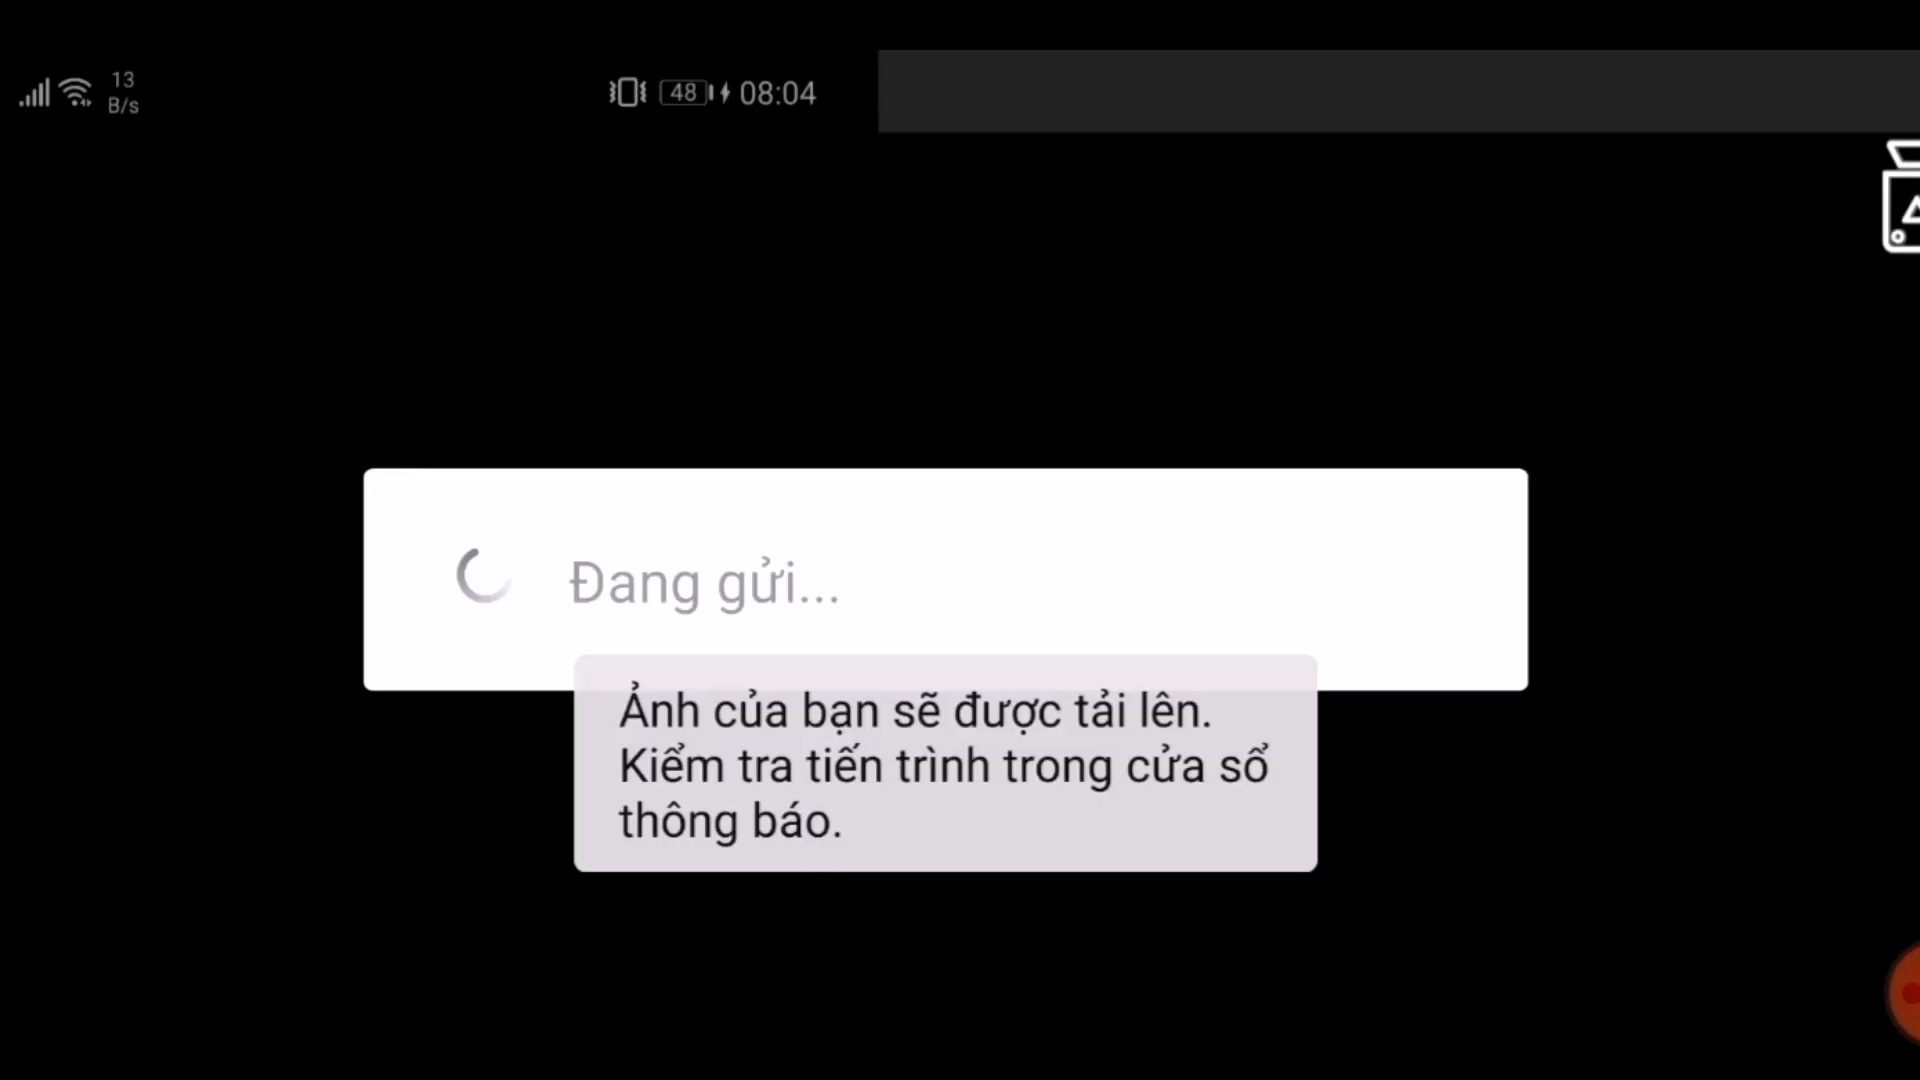 13
B/s
48
08:04
Đang gửi...
Ảnh của bạn sẽ được tải lên.
Kiểm tra tiến trình trong cửa sổ
thông báo.